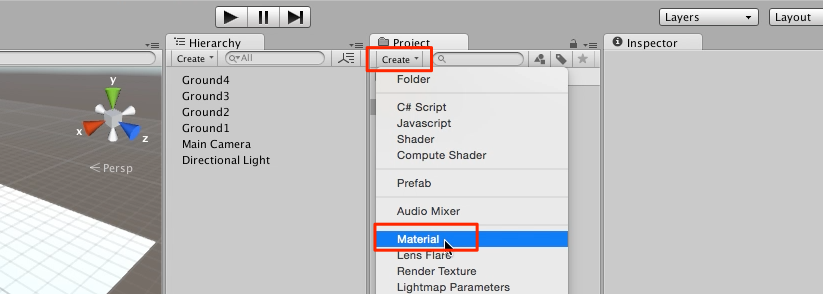 Layers
Layout
Hierarchy
Project
Inspector
Create
All
Create
Ground4
Ground3
Ground2
Ground1
Main Camera
Directional Light
y
x
z
Persp
Folder
C# Script
Javascript
Shader
Compute Shader
Prefab
Audio Mixer
Material
Lens Flare
Render Texture
Lightmap Parameters